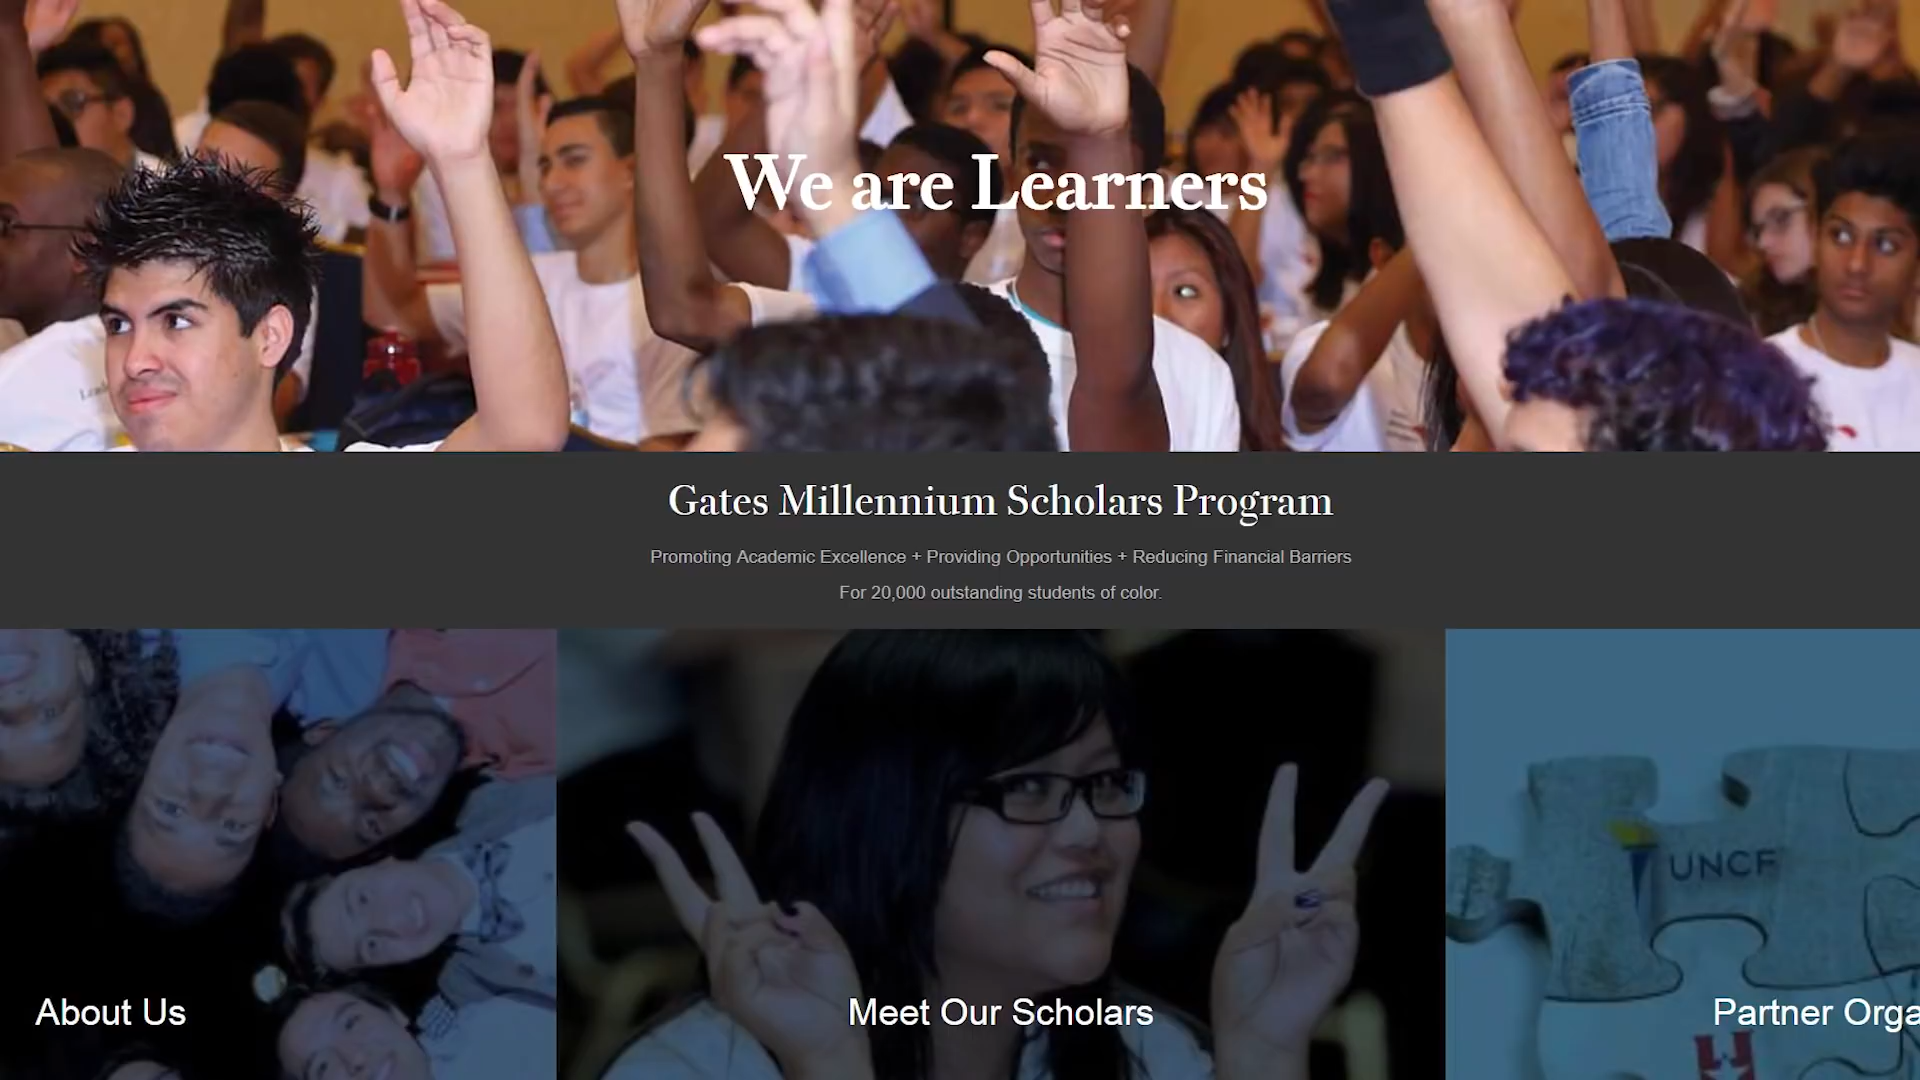 We are Learners
Gates Millennium Scholars Program
Promoting Academic Excellence + Providing Opportunities + Reducing Financial Barriers
For 20,000 outstanding students of color.
UNCF
About Us
Meet Our Scholars
Partner Orga